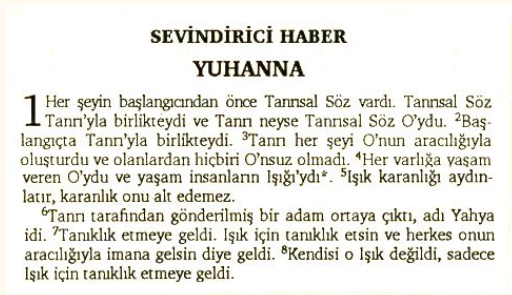 SEVİNDİRİCİ HABER
YUHANNA
1 Her şeyin başlangıcından önce Tanrısal Söz vardı. Tanrısal Söz
Tanrı'yla birlikteydi ve Tanrı neyse Tanrısal Söz O'ydu. ²Baş-
langıçta Tanrı'yla birlikteydi. ³Tanrı her şeyi O'nun aracılığıyla
oluşturdu ve olanlardan hiçbiri O'nsuz olmadı. ⁴Her varlığa yaşam
veren O'ydu ve yaşam insanların Işığı'ydı*. ⁵Işık karanlığı aydın-
latır, karanlık onu alt edemez.
⁶Tanrı tarafından gönderilmiş bir adam ortaya çıktı, adı Yahya
idi. ⁷Tanıklık etmeye geldi. Işık için tanıklık etsin ve herkes onun
aracılığıyla imana gelsin diye geldi. ⁸Kendisi o Işık değildi, sadece
Işık için tanıklık etmeye geldi.